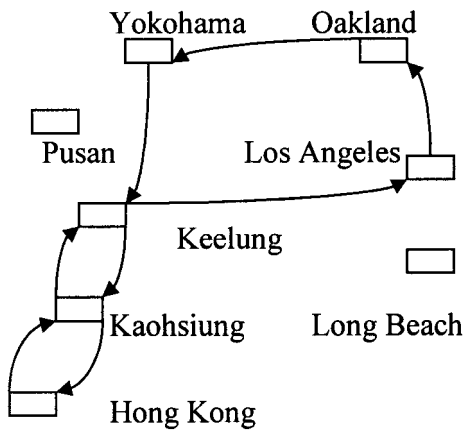 Yokohama
Oakland
Pusan
Los Angeles
Keelung
Kaohsiung
Long Beach
Hong Kong